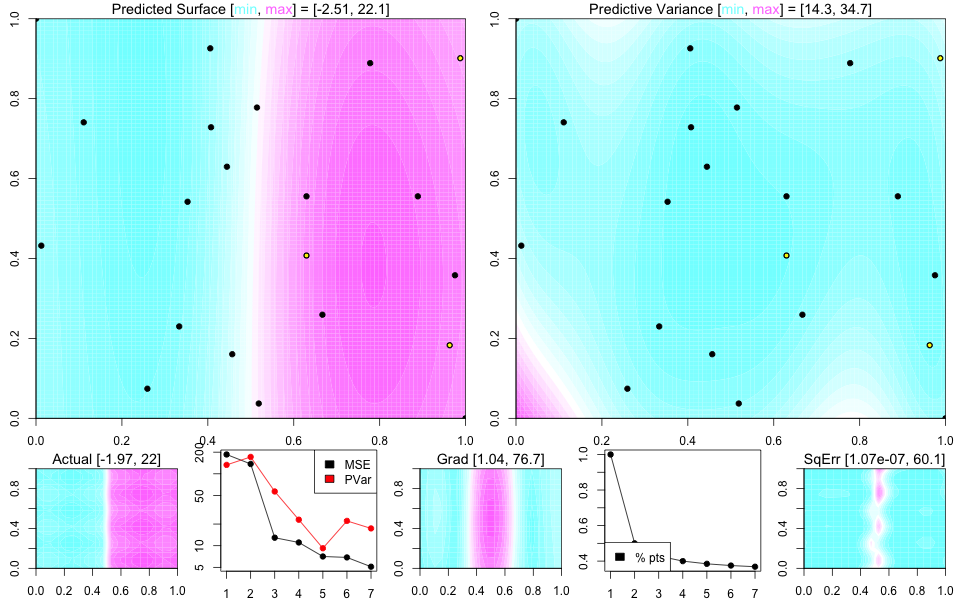 Predicted Surface [min, max] = [-2.51, 22.1]
Predictive Variance [min, max] = [14.3, 34.7]
1.0
0.8
0.6
0.4
0.2
0.0
0.0 0.2 0.4 0.6 0.8 1.0
1.0
0.8
0.6
0.4
0.2
0.0
0.0 0.2 0.4 0.6 0.8 1.0
Actual [-1.97, 22]
0.8
0.4
0.0
0.0 0.2 0.4 0.6 0.8 1.0
200
50
10
5
MSE
PVar
1 2 3 4 5 6 7
Grad [1.04, 76.7]
0.8
0.4
0.0
0.0 0.2 0.4 0.6 0.8 1.0
1.0
0.8
0.6
0.4
% pts
1 2 3 4 5 6 7
SqErr [1.07e-07, 60.1]
0.8
0.4
0.0
0.0 0.2 0.4 0.6 0.8 1.0